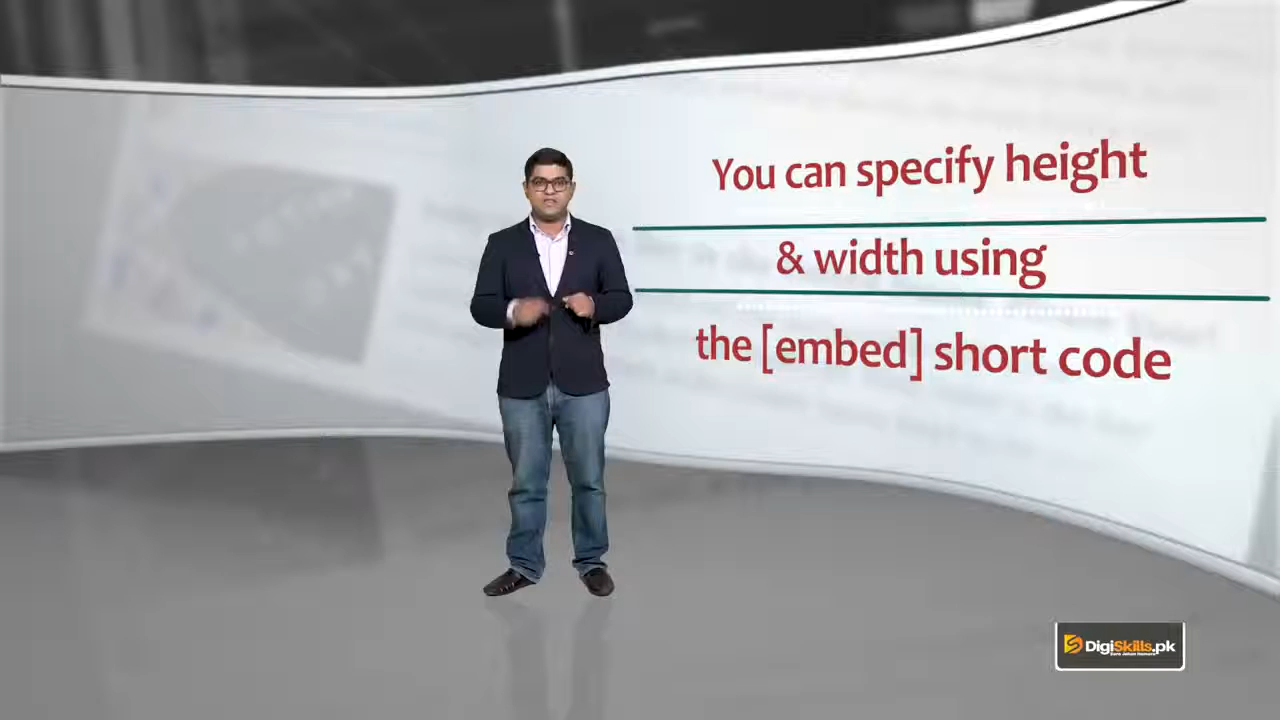 You can specify height
& width using
the [embed] short code
DigiSkills.pk